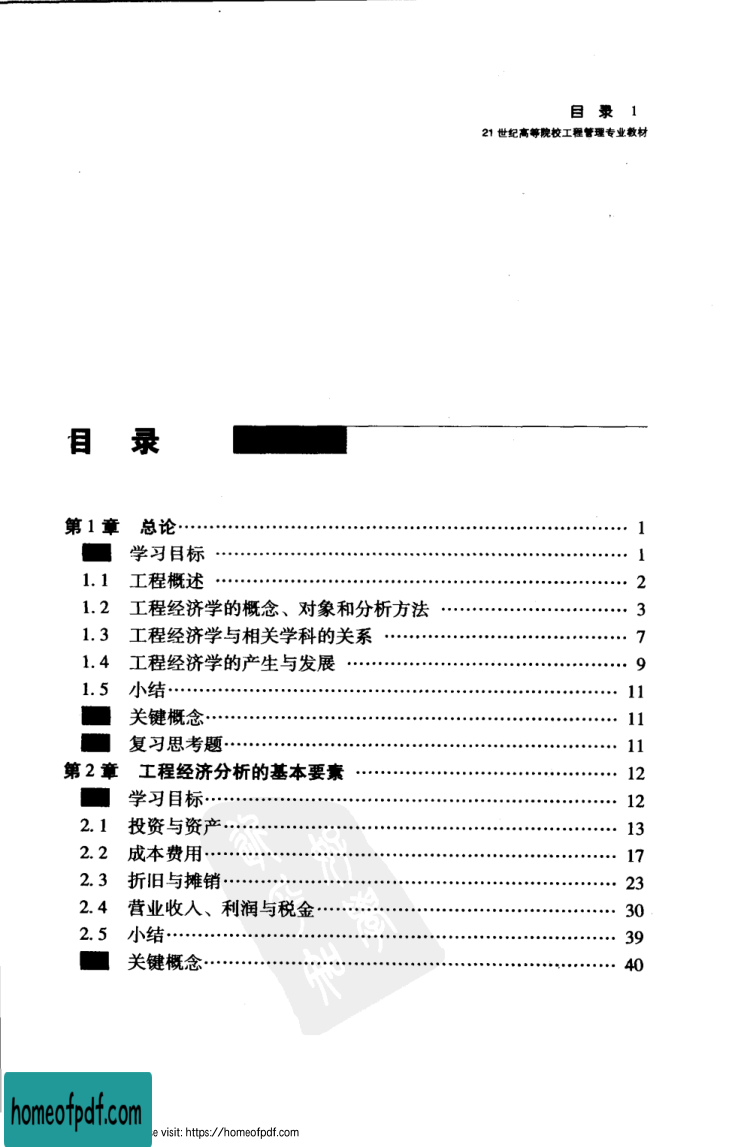 目 录 1
21世纪高等院校工程管理专业教材
目 录
第1章 总论…………………………………………………… 1
学习目标 …………………………………………………… 1
1.1 工程概述 …………………………………………………… 2
1.2 工程经济学的概念、对象和分析方法 ………………………… 3
1.3 工程经济学与相关学科的关系 ………………………………… 7
1.4 工程经济学的产生与发展 ……………………………………… 9
1.5 小结…………………………………………………… 11
关键概念…………………………………………………… 11
复习思考题…………………………………………………… 11
第2章 工程经济分析的基本要素 …………………………………… 12
学习目标…………………………………………………… 12
2.1 投资与资产…………………………………………………… 13
2.2 成本费用…………………………………………………… 17
2.3 折旧与摊销…………………………………………………… 23
2.4 营业收入、利润与税金………………………………………… 30
2.5 小结…………………………………………………… 39
关键概念…………………………………………………… 40
homeofpdf.com
e visit: https://homeofpdf.com